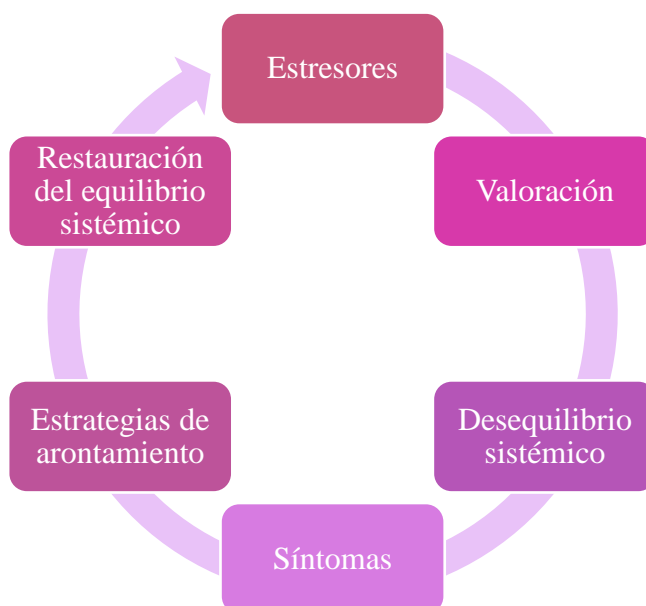 Estresores
Valoración
Desequilibrio
sistémico
Síntomas
Estrategias de
arontamiento
Restauración
del equilibrio
sistémico